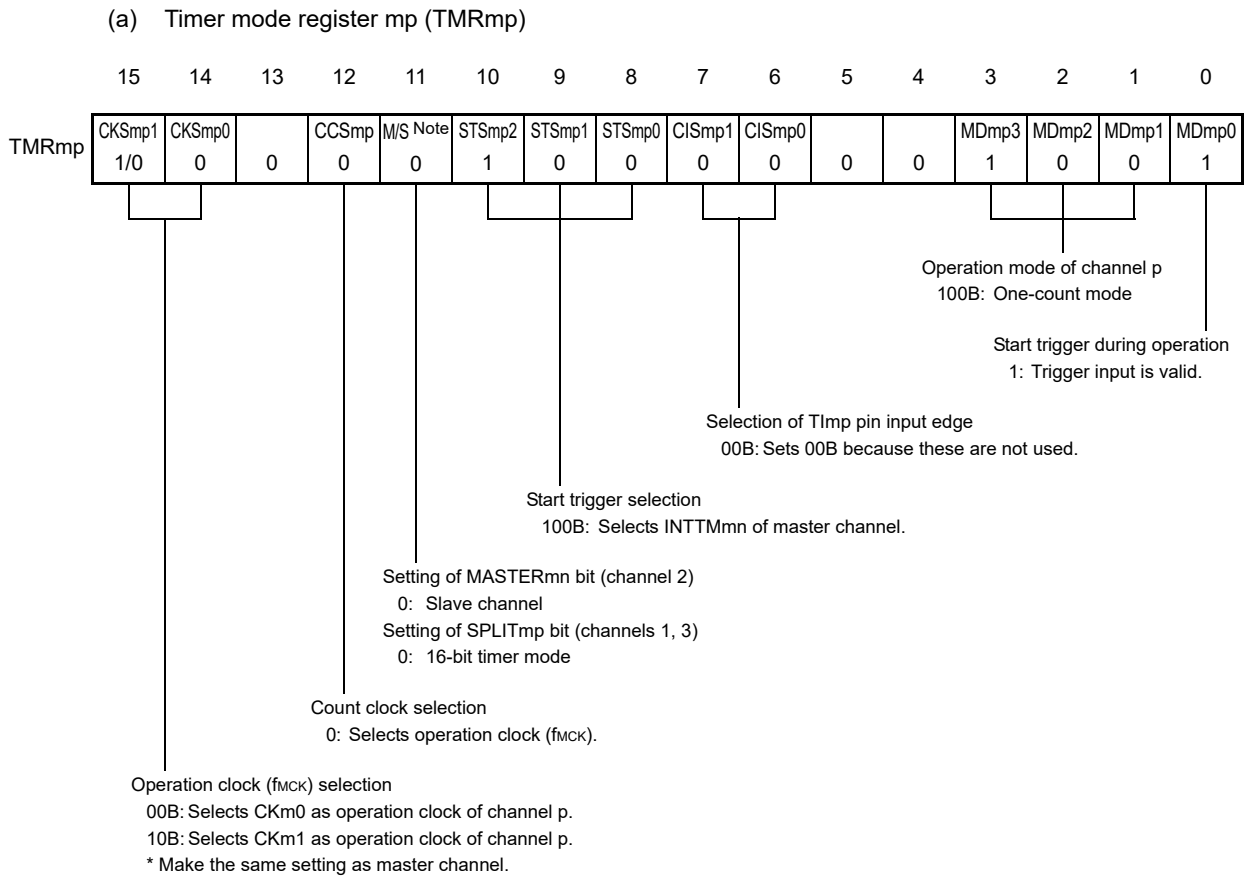 (a) Timer mode register mp (TMRmp)
15 14 13 12 11 10 9 8 7 6 5 4 3 2 1 0
CKSmp1 CKSmp0 CCSmp M/S Note STSmp2 STSmp1 STSmp0 CISmp1 CISmp0 MDmp3 MDmp2 MDmp1 MDmp0
TMRmp
1/0 0 0 0 0 1 0 0 0 0 0 0 1 0 0 1
Operation mode of channel p
100B: One-count mode
Start trigger during operation
1: Trigger input is valid.
Selection of TImp pin input edge
00B: Sets 00B because these are not used.
Start trigger selection
100B: Selects INTTMmn of master channel.
Setting of MASTERmn bit (channel 2)
0: Slave channel
Setting of SPLITmp bit (channels 1, 3)
0: 16-bit timer mode
Count clock selection
0: Selects operation clock (fMCK).
Operation clock (fMCK) selection
00B: Selects CKm0 as operation clock of channel p.
10B: Selects CKm1 as operation clock of channel p.
* Make the same setting as master channel.